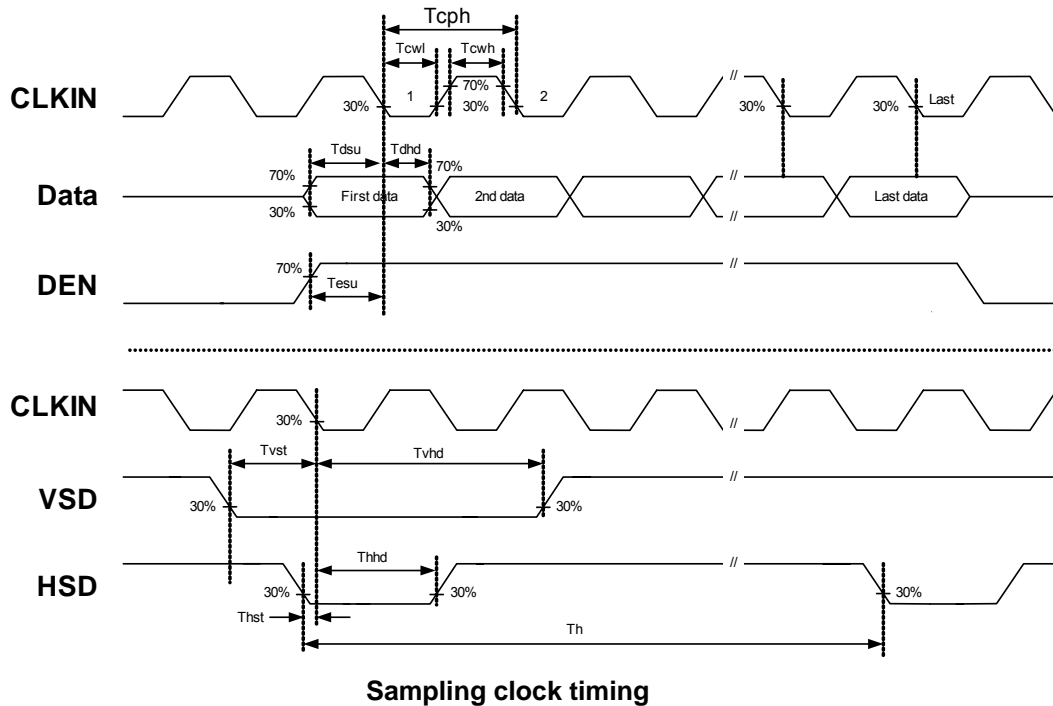 Tcph
Tcwl Tcwh
CLKIN 30% 1 70% 30% 2 // 30% 30% Last
Tdsu Tdhd
Data 70% 30% First data 70% 30% 2nd data // // Last data
DEN 70% Tesu //
CLKIN 30% //
Tvst Tvhd
VSD 30% 30% //
Thhd
HSD 30% 30% // 30%
Thst
Th
Sampling clock timing